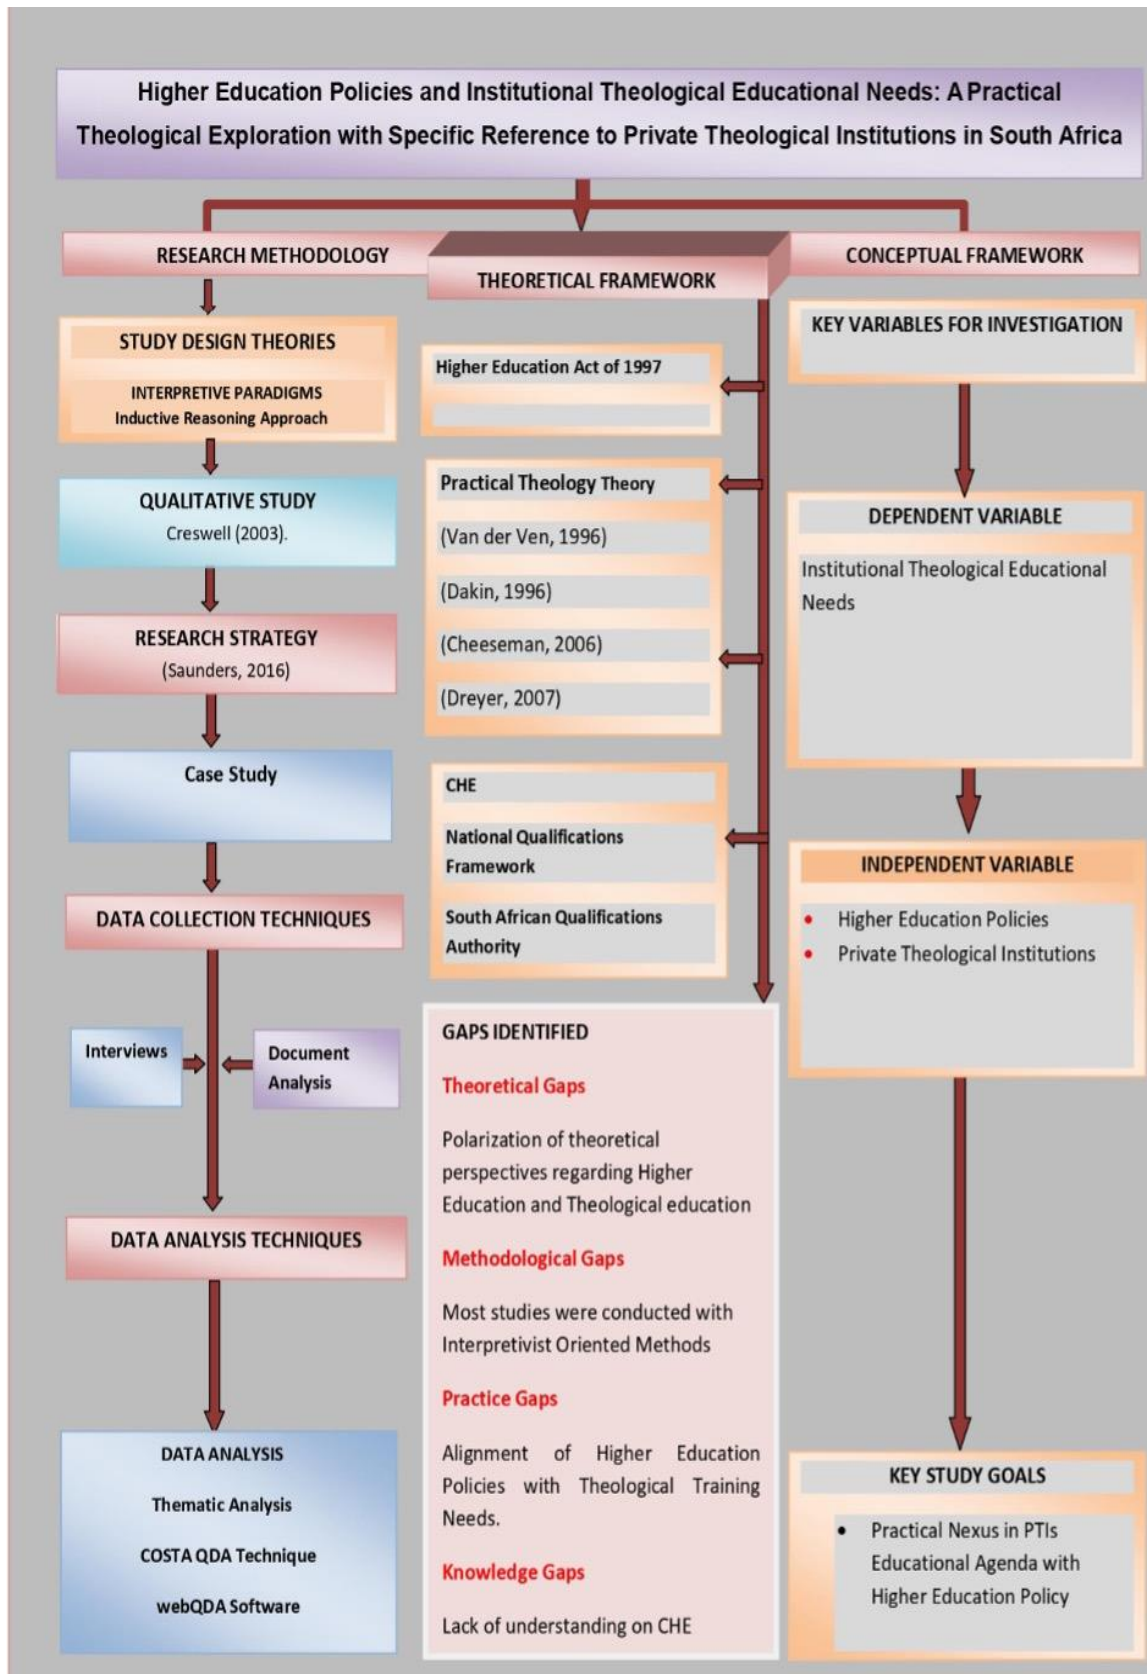 Higher Education Policies and Institutional Theological Educational Needs: A Practical
Theological Exploration with Specific Reference to Private Theological Institutions in South Africa
RESEARCH METHODOLOGY
STUDY DESIGN THEORIES
INTERPRETIVE PARADIGMS
Inductive Reasoning Approach
QUALITATIVE STUDY
Creswell (2003).
RESEARCH STRATEGY
(Saunders, 2016)
Case Study
DATA COLLECTION TECHNIQUES
Interviews
Document
Analysis
DATA ANALYSIS TECHNIQUES
DATA ANALYSIS
Thematic Analysis
COSTA QDA Technique
webQDA Software
THEORETICAL FRAMEWORK
Higher Education Act of 1997
Practical Theology Theory
(Van der Ven, 1996)
(Dakin, 1996)
(Cheeseman, 2006)
(Dreyer, 2007)
CHE
National Qualifications
Framework
South African Qualifications
Authority
GAPS IDENTIFIED
Theoretical Gaps
Polarization of theoretical
perspectives regarding Higher
Education and Theological education
Methodological Gaps
Most studies were conducted with
Interpretivist Oriented Methods
Practice Gaps
Alignment of Higher Education
Policies with Theological Training
Needs.
Knowledge Gaps
Lack of understanding on CHE
CONCEPTUAL FRAMEWORK
KEY VARIABLES FOR INVESTIGATION
DEPENDENT VARIABLE
Institutional Theological Educational
Needs
INDEPENDENT VARIABLE
• Higher Education Policies
• Private Theological Institutions
KEY STUDY GOALS
• Practical Nexus in PTIs
Educational Agenda with
Higher Education Policy